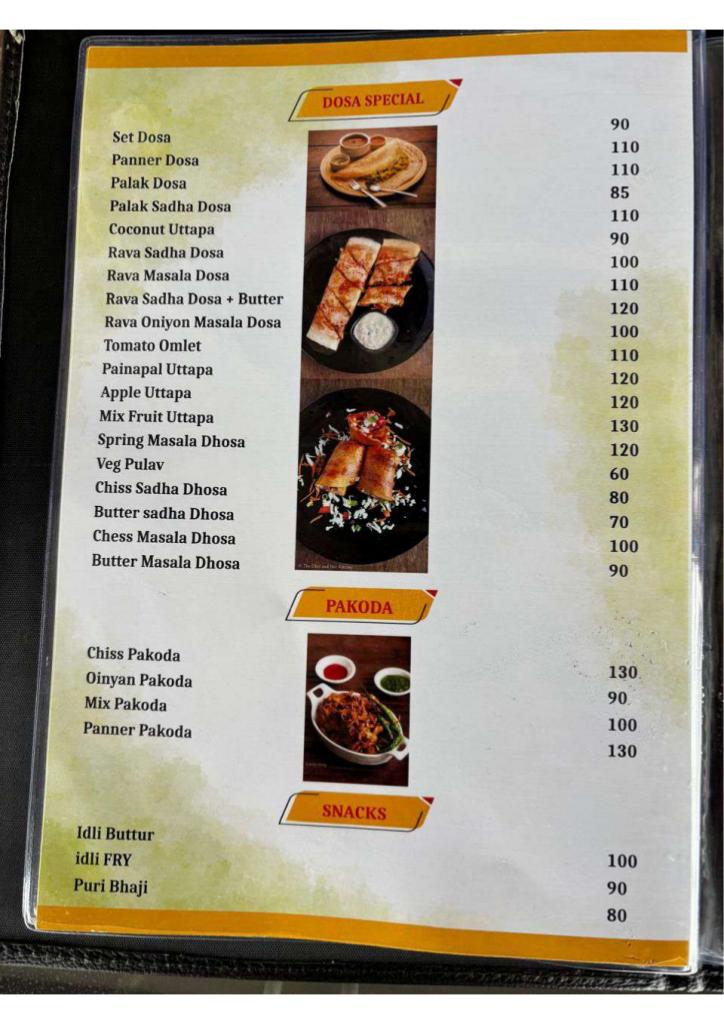 DOSA SPECIAL
Set Dosa
Panner Dosa
Palak Dosa
Palak Sadha Dosa
Coconut Uttapa
Rava Sadha Dosa
Rava Masala Dosa
Rava Sadha Dosa + Butter
Rava Oniyon Masala Dosa
Tomato Omlet
Painapal Uttapa
Apple Uttapa
Mix Fruit Uttapa
Spring Masala Dhosa
Veg Pulav
Chiss Sadha Dhosa
Butter sadha Dhosa
Chess Masala Dhosa
Butter Masala Dhosa
90
110
110
85
110
90
100
110
120
100
110
120
120
130
120
60
80
70
100
90
PAKODA
Chiss Pakoda
Oinyan Pakoda
Mix Pakoda
Panner Pakoda
130
90
100
130
SNACKS
Idli Buttur
idli FRY
Puri Bhaji
100
90
80